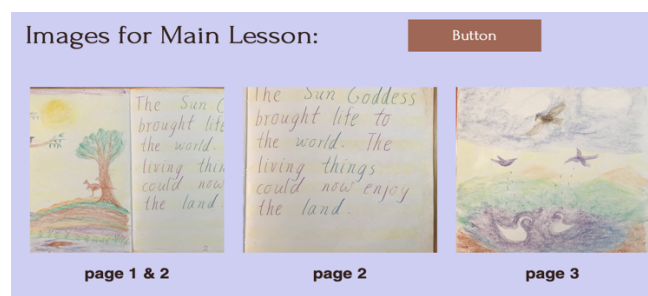 Images for Main Lesson:
Button
The Sun G
brought life
the world.
living thin
could now
the land
2
The Sun Goddess
brought life to
the world. The
living things
could now enjoy
the land.
page 1 & 2
page 2
page 3